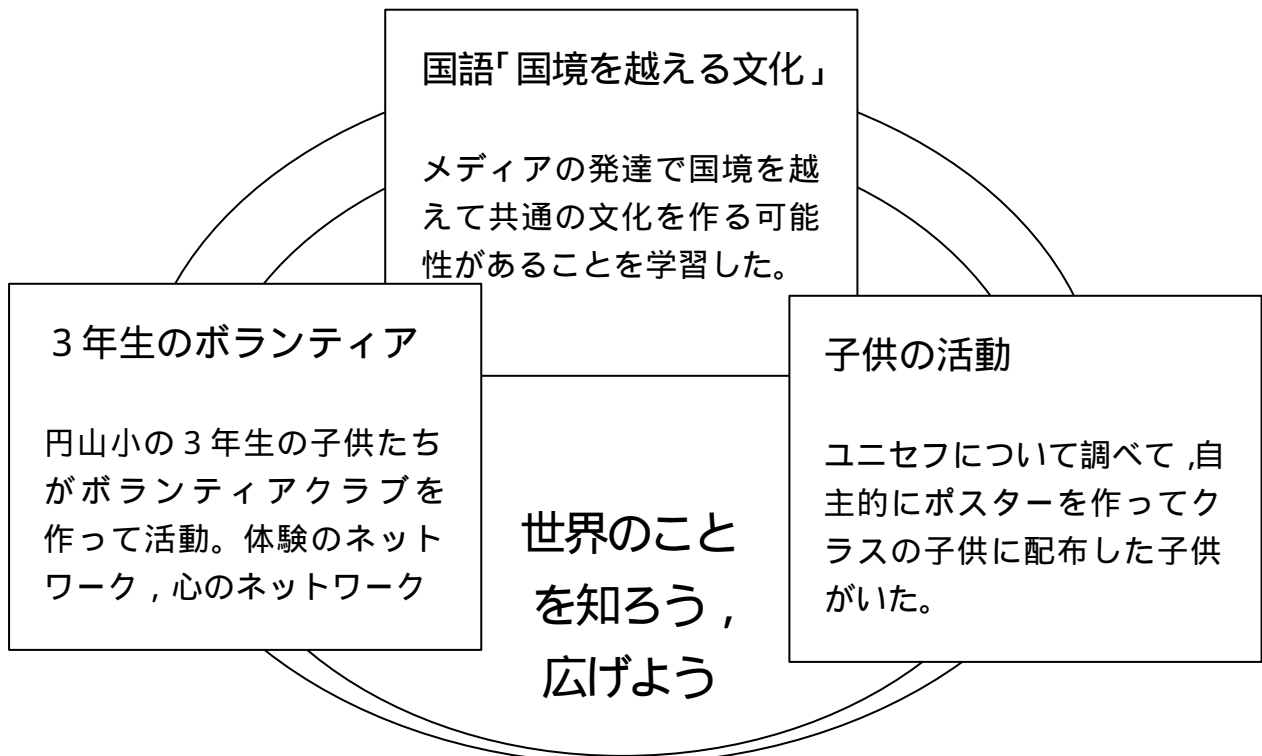 国語「国境を越える文化」
メディアの発達で国境を越
えて共通の文化を作る可能
性があることを学習した。
３年生のボランティア
円山小の３年生の子供たち
がボランティアクラブを
作って活動。体験のネット
ワーク，心のネットワーク
子供の活動
ユニセフについて調べて，自
主的にポスターを作ってク
ラスの子供に配布した子供
がいた。
世界のこと
を知ろう，
広げよう